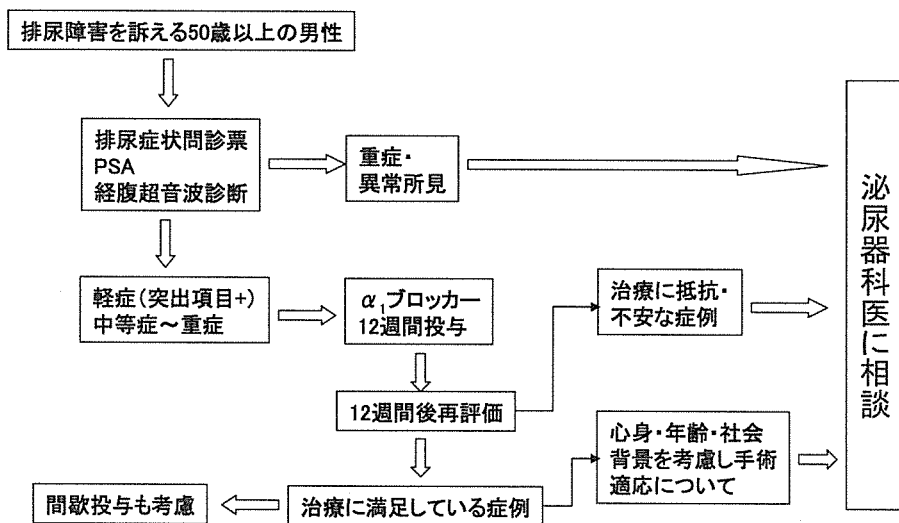 排尿障害を訴える50歳以上の男性
排尿症状問診票
PSA
経腹超音波診断
重症・
異常所見
泌尿器科医に相談
軽症（突出項目+）
中等症～重症
α₁ブロッカー
12週間投与
治療に抵抗・
不安な症例
12週間後再評価
心身・年齢・社会
背景を考慮し手術
適応について
間歇投与も考慮
治療に満足している症例